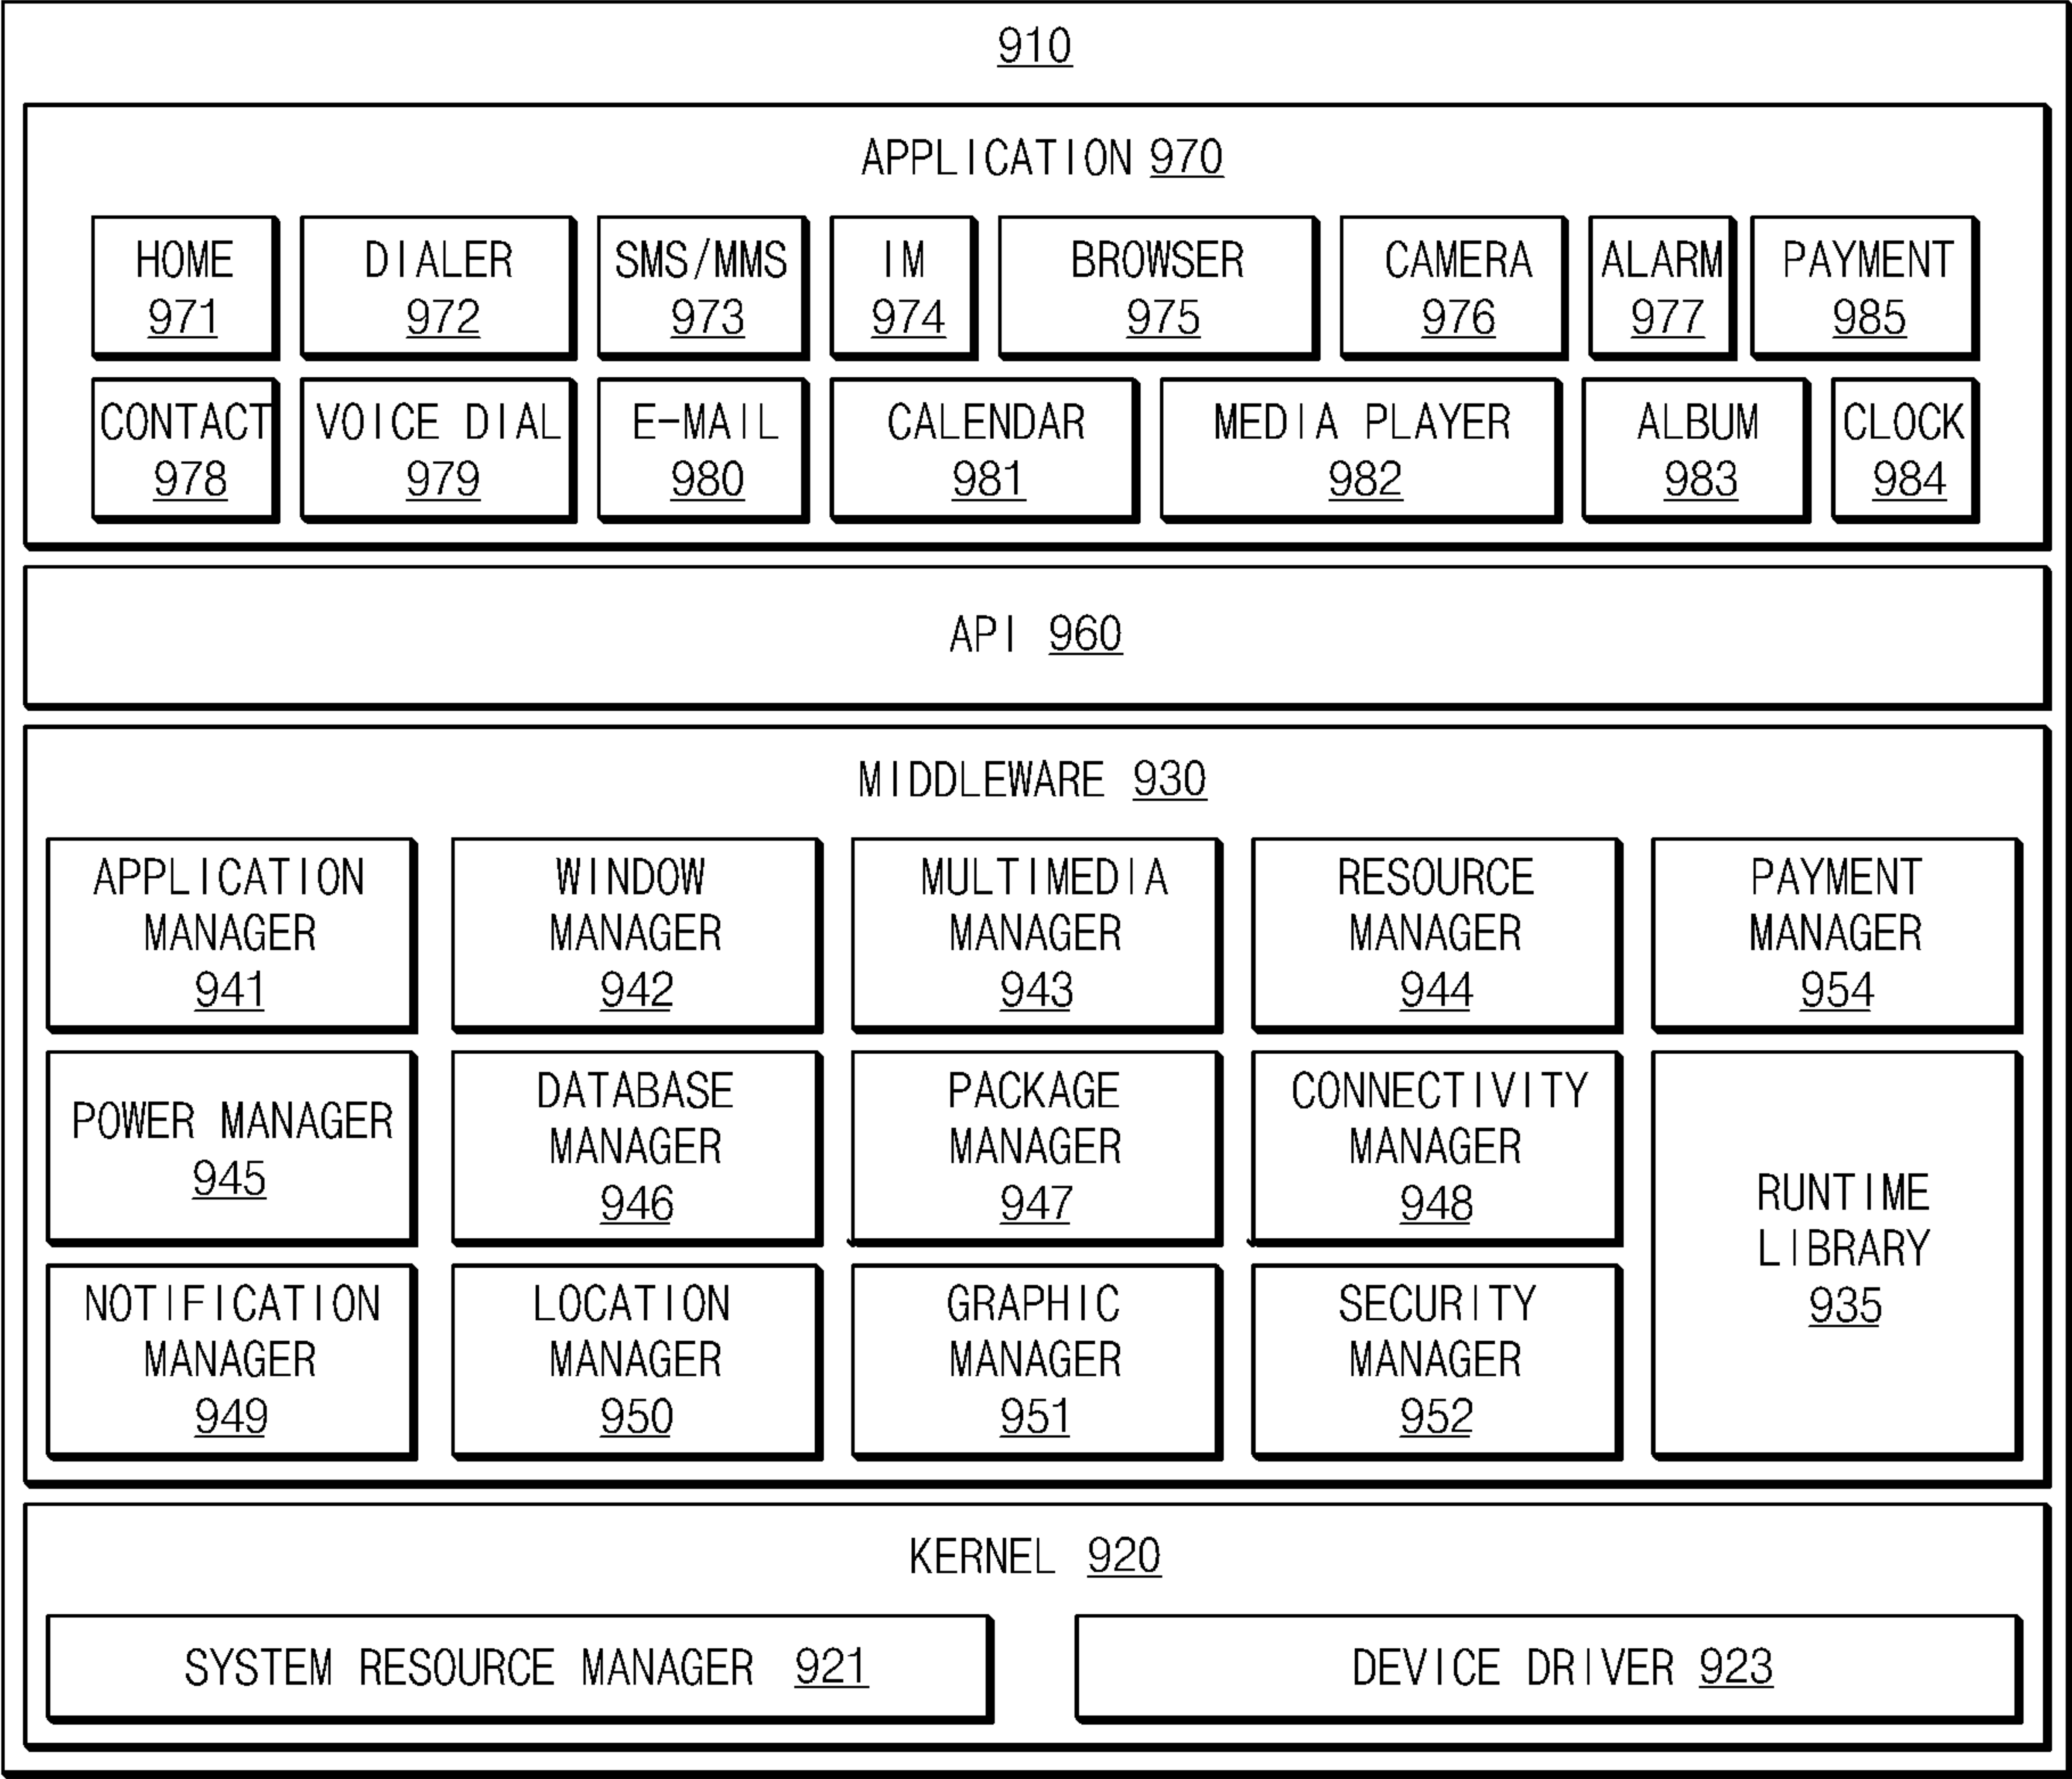 910
APPLICATION 970
HOME
971
DIALER
972
SMS/MMS
973
IM
974
BROWSER
975
CAMERA
976
ALARM
977
PAYMENT
985
CONTACT
978
VOICE DIAL
979
E-MAIL
980
CALENDAR
981
MEDIA PLAYER
982
ALBUM
983
CLOCK
984
API 960
MIDDLEWARE 930
APPLICATION
MANAGER
941
WINDOW
MANAGER
942
MULTIMEDIA
MANAGER
943
RESOURCE
MANAGER
944
PAYMENT
MANAGER
954
POWER MANAGER
945
DATABASE
MANAGER
946
PACKAGE
MANAGER
947
CONNECTIVITY
MANAGER
948
RUNTIME
LIBRARY
935
NOTIFICATION
MANAGER
949
LOCATION
MANAGER
950
GRAPHIC
MANAGER
951
SECURITY
MANAGER
952
KERNEL 920
SYSTEM RESOURCE MANAGER 921
DEVICE DRIVER 923